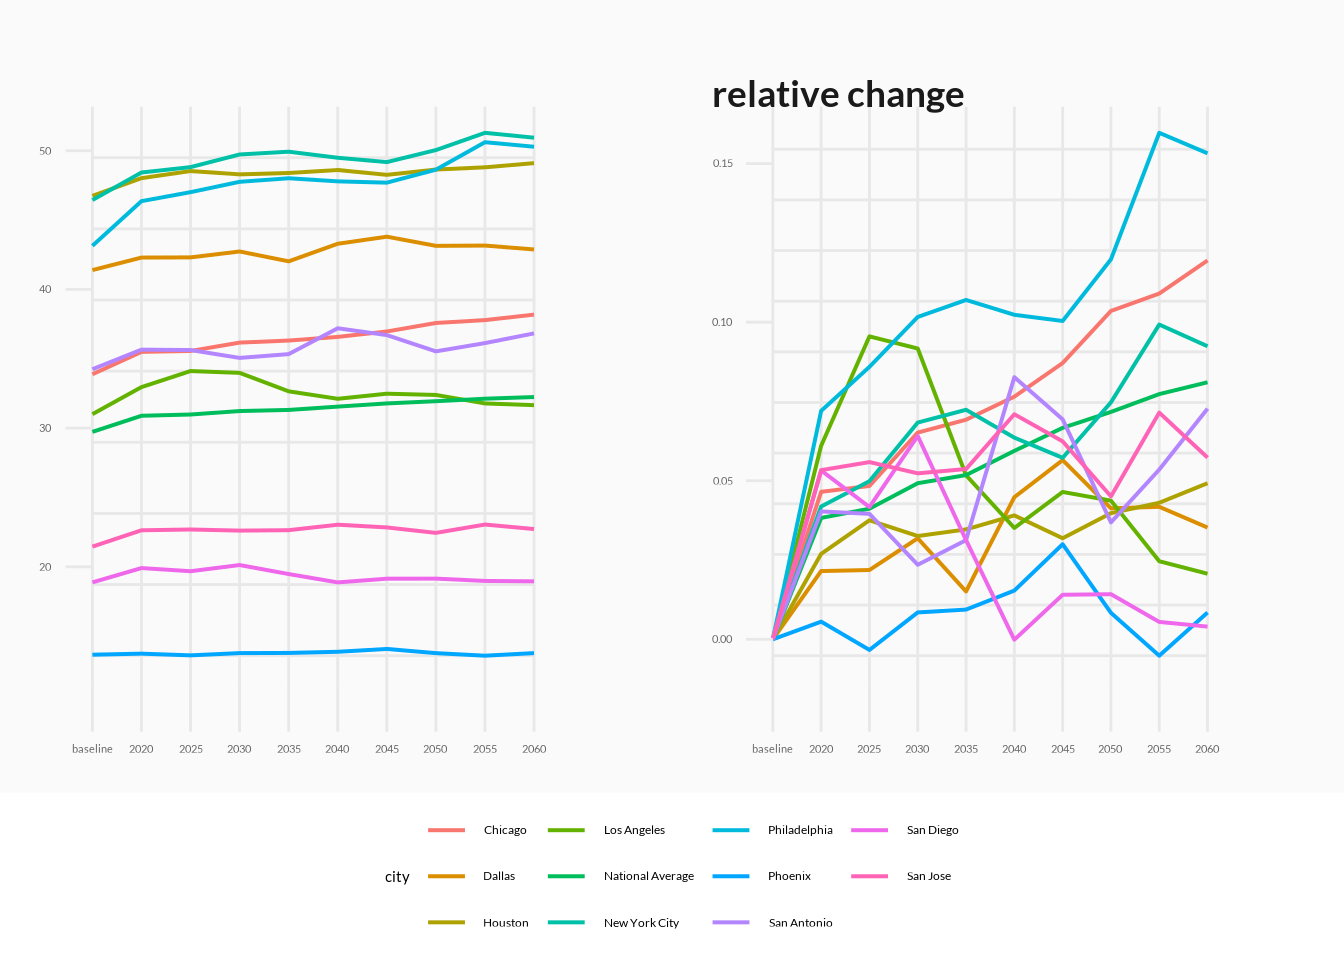 relative change
50
40
30
20
baseline 2020 2025 2030 2035 2040 2045 2050 2055 2060
0.15
0.10
0.05
0.00
baseline 2020 2025 2030 2035 2040 2045 2050 2055 2060
city
Chicago Los Angeles Philadelphia San Diego
Dallas National Average Phoenix San Jose
Houston New York City San Antonio